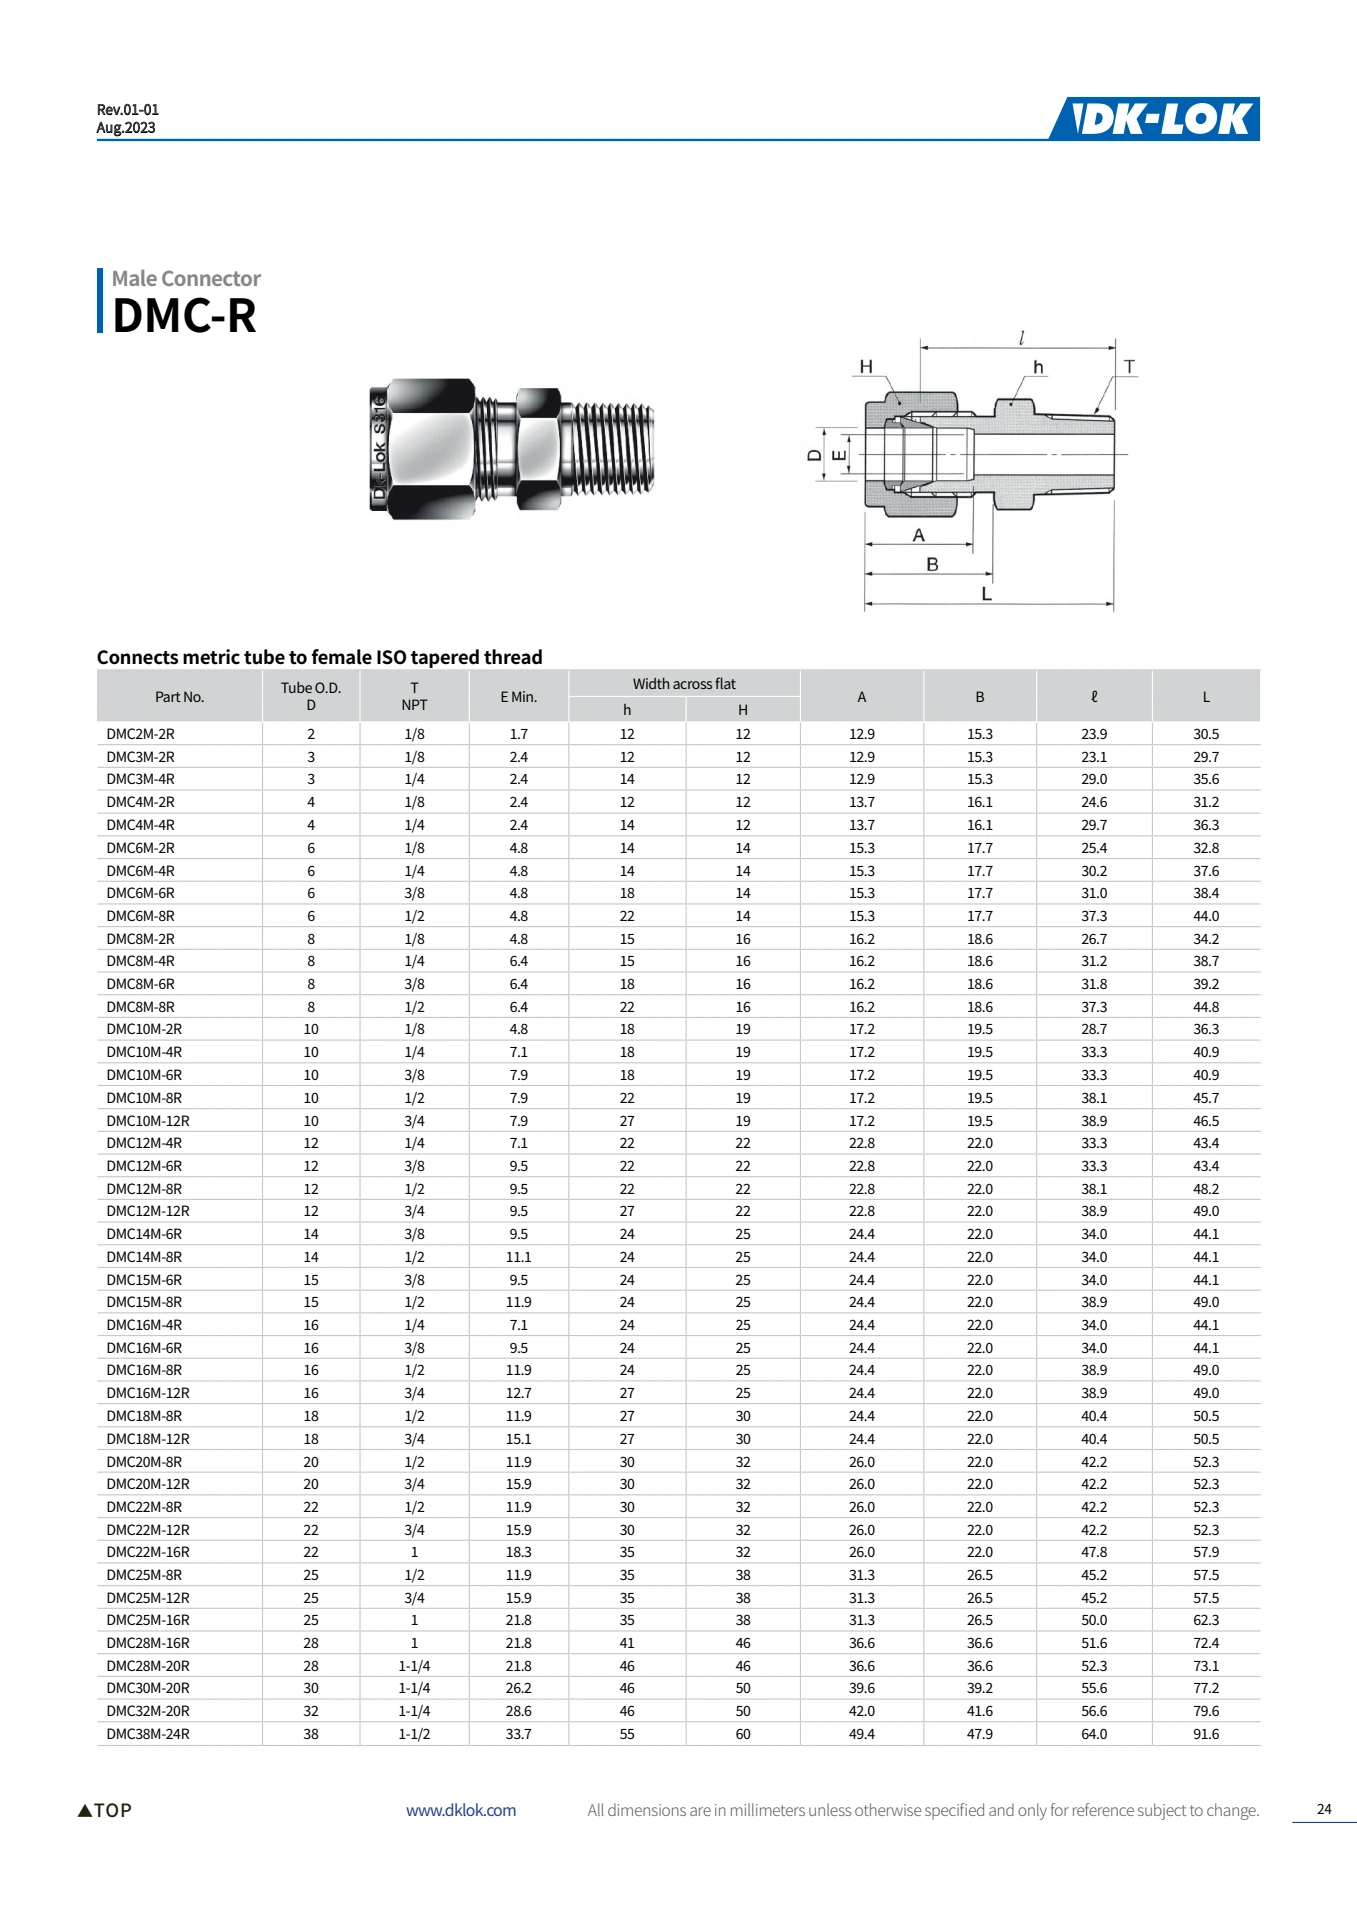 Rev.01-01
Aug.2023
DK-LOK
Male Connector
DMC-R
Dk-Lok S316
l
H h T
D E
A
B
L
Connects metric tube to female ISO tapered thread
Part No. Tube O.D. D T NPT E Min. Width across flat h H A B ℓ L
DMC2M-2R 2 1/8 1.7 12 12 12.9 15.3 23.9 30.5
DMC3M-2R 3 1/8 2.4 12 12 12.9 15.3 23.1 29.7
DMC3M-4R 3 1/4 2.4 14 12 12.9 15.3 29.0 35.6
DMC4M-2R 4 1/8 2.4 12 12 13.7 16.1 24.6 31.2
DMC4M-4R 4 1/4 2.4 14 12 13.7 16.1 29.7 36.3
DMC6M-2R 6 1/8 4.8 14 14 15.3 17.7 25.4 32.8
DMC6M-4R 6 1/4 4.8 14 14 15.3 17.7 30.2 37.6
DMC6M-6R 6 3/8 4.8 18 14 15.3 17.7 31.0 38.4
DMC6M-8R 6 1/2 4.8 22 14 15.3 17.7 37.3 44.0
DMC8M-2R 8 1/8 4.8 15 16 16.2 18.6 26.7 34.2
DMC8M-4R 8 1/4 6.4 15 16 16.2 18.6 31.2 38.7
DMC8M-6R 8 3/8 6.4 18 16 16.2 18.6 31.8 39.2
DMC8M-8R 8 1/2 6.4 22 16 16.2 18.6 37.3 44.8
DMC10M-2R 10 1/8 4.8 18 19 17.2 19.5 28.7 36.3
DMC10M-4R 10 1/4 7.1 18 19 17.2 19.5 33.3 40.9
DMC10M-6R 10 3/8 7.9 18 19 17.2 19.5 33.3 40.9
DMC10M-8R 10 1/2 7.9 22 19 17.2 19.5 38.1 45.7
DMC10M-12R 10 3/4 7.9 27 19 17.2 19.5 38.9 46.5
DMC12M-4R 12 1/4 7.1 22 22 22.8 22.0 33.3 43.4
DMC12M-6R 12 3/8 9.5 22 22 22.8 22.0 33.3 43.4
DMC12M-8R 12 1/2 9.5 22 22 22.8 22.0 38.1 48.2
DMC12M-12R 12 3/4 9.5 27 22 22.8 22.0 38.9 49.0
DMC14M-6R 14 3/8 9.5 24 25 24.4 22.0 34.0 44.1
DMC14M-8R 14 1/2 11.1 24 25 24.4 22.0 34.0 44.1
DMC15M-6R 15 3/8 9.5 24 25 24.4 22.0 34.0 44.1
DMC15M-8R 15 1/2 11.9 24 25 24.4 22.0 38.9 49.0
DMC16M-4R 16 1/4 7.1 24 25 24.4 22.0 34.0 44.1
DMC16M-6R 16 3/8 9.5 24 25 24.4 22.0 34.0 44.1
DMC16M-8R 16 1/2 11.9 24 25 24.4 22.0 38.9 49.0
DMC16M-12R 16 3/4 12.7 27 25 24.4 22.0 38.9 49.0
DMC18M-8R 18 1/2 11.9 27 30 24.4 22.0 40.4 50.5
DMC18M-12R 18 3/4 15.1 27 30 24.4 22.0 40.4 50.5
DMC20M-8R 20 1/2 11.9 30 32 26.0 22.0 42.2 52.3
DMC20M-12R 20 3/4 15.9 30 32 26.0 22.0 42.2 52.3
DMC22M-8R 22 1/2 11.9 30 32 26.0 22.0 42.2 52.3
DMC22M-12R 22 3/4 15.9 30 32 26.0 22.0 42.2 52.3
DMC22M-16R 22 1 18.3 35 32 26.0 22.0 47.8 57.9
DMC25M-8R 25 1/2 11.9 35 38 31.3 26.5 45.2 57.5
DMC25M-12R 25 3/4 15.9 35 38 31.3 26.5 45.2 57.5
DMC25M-16R 25 1 21.8 35 38 31.3 26.5 50.0 62.3
DMC28M-16R 28 1 21.8 41 46 36.6 36.6 51.6 72.4
DMC28M-20R 28 1-1/4 21.8 46 46 36.6 36.6 52.3 73.1
DMC30M-20R 30 1-1/4 26.2 46 50 39.6 39.2 55.6 77.2
DMC32M-20R 32 1-1/4 28.6 46 50 42.0 41.6 56.6 79.6
DMC38M-24R 38 1-1/2 33.7 55 60 49.4 47.9 64.0 91.6
▲TOP www.dklok.com All dimensions are in millimeters unless otherwise specified and only for reference subject to change. 24